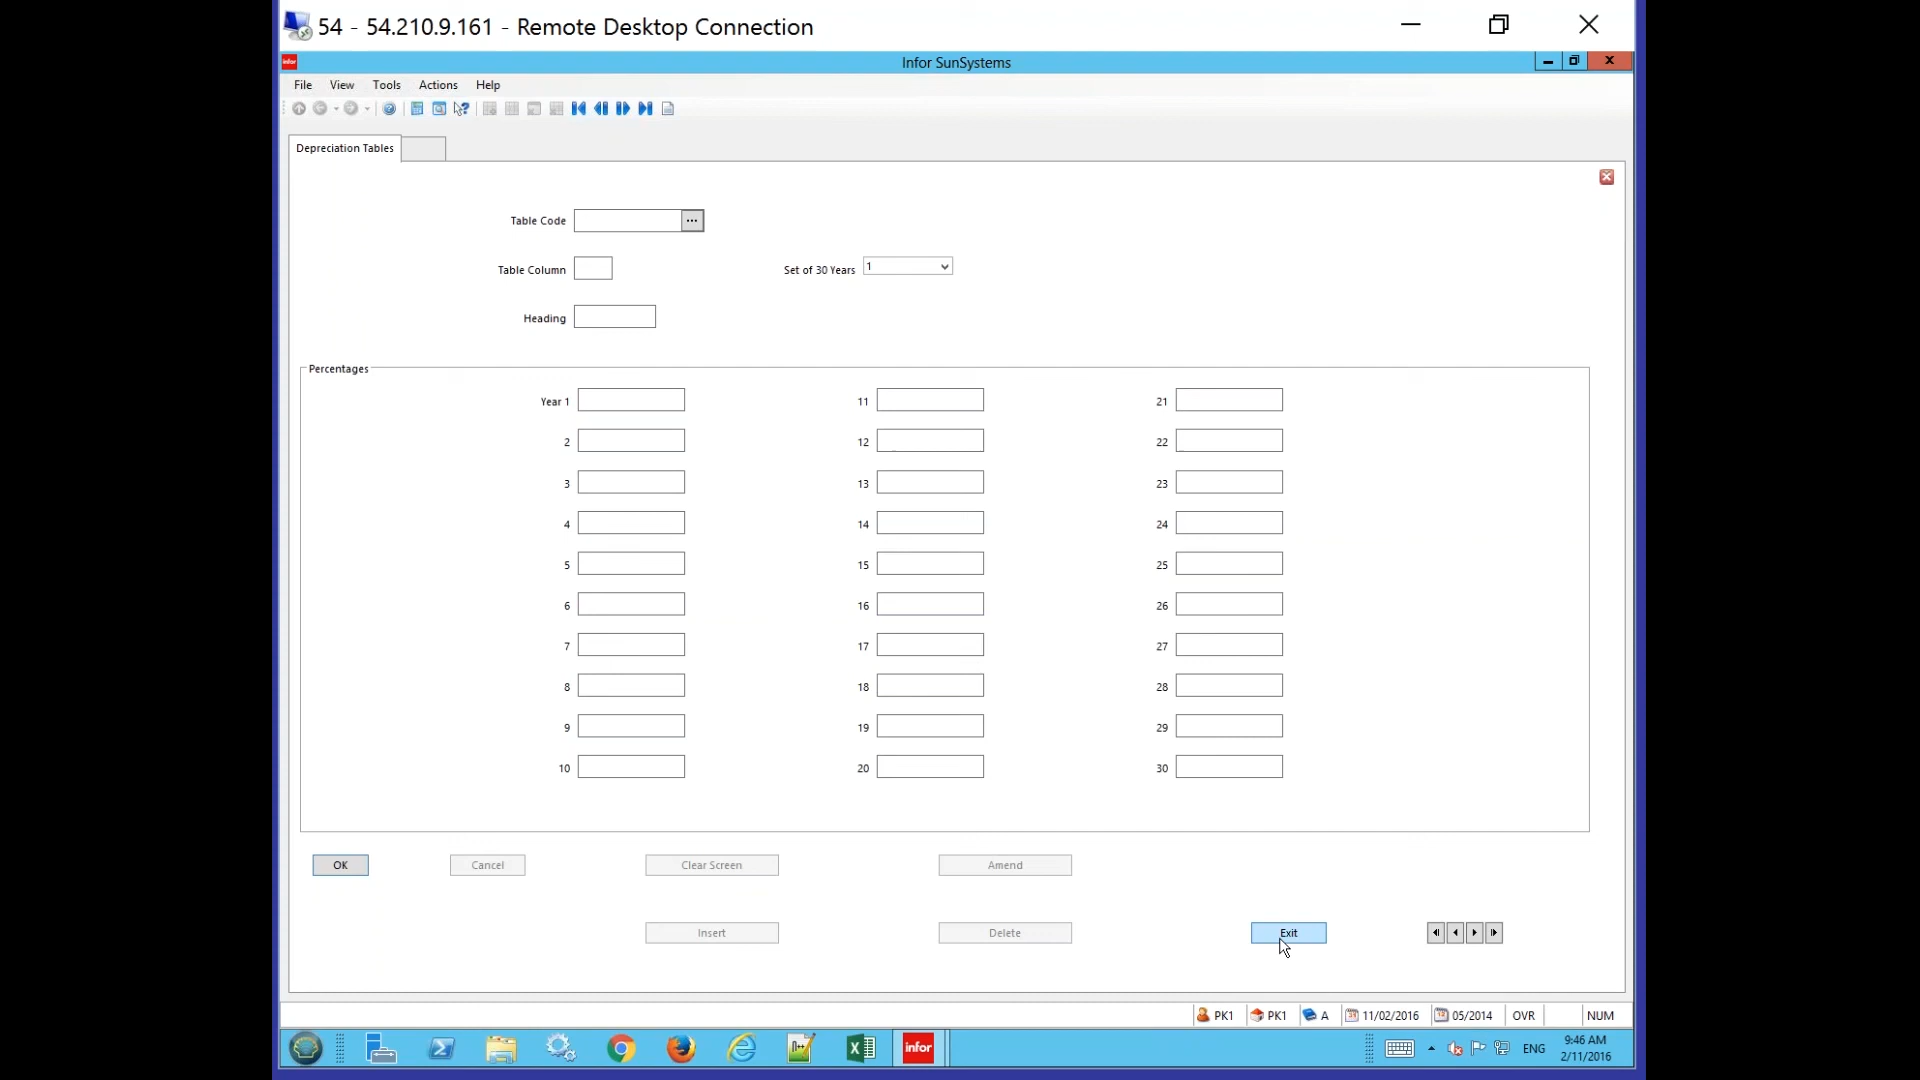 54 - 54.210.9.161 - Remote Desktop Connection
infor Infor SunSystems
File View Tools Actions Help
Depreciation Tables
Table Code ...
Table Column Set of 30 Years 1
Heading
Percentages
Year 1 11 21
2 12 22
3 13 23
4 14 24
5 15 25
6 16 26
7 17 27
8 18 28
9 19 29
10 20 30
OK Cancel Clear Screen Amend
Insert Delete Exit
PK1 PK1 A 11/02/2016 05/2014 OVR NUM
infor ENG 9:46 AM
2/11/2016